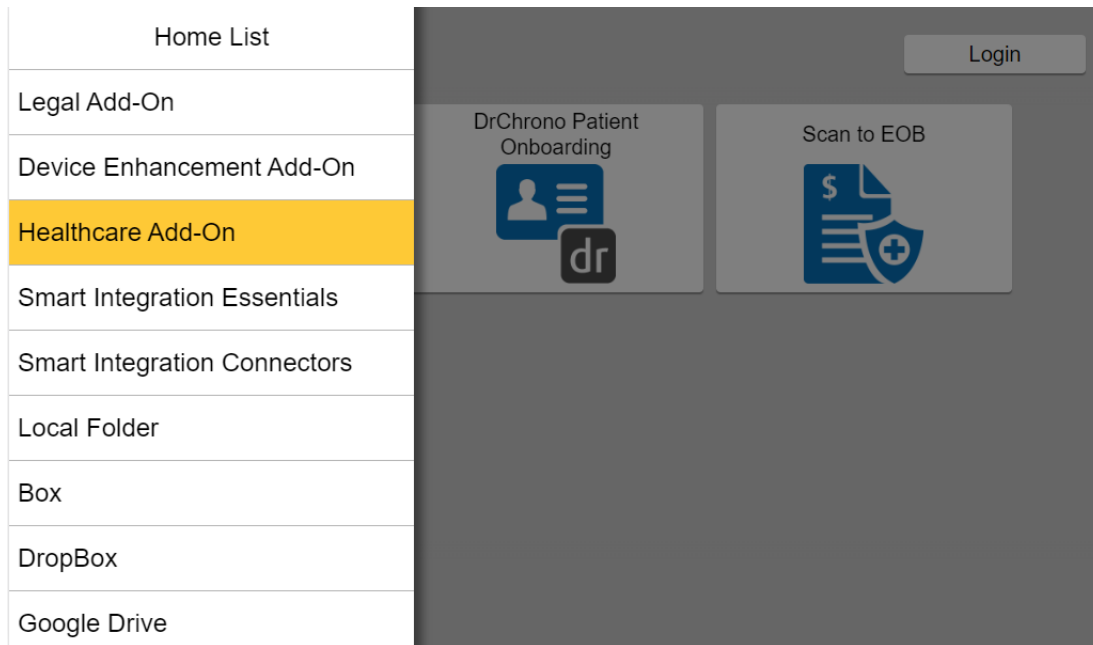 Home List
Legal Add-On
Device Enhancement Add-On
Healthcare Add-On
Smart Integration Essentials
Smart Integration Connectors
Local Folder
Box
DropBox
Google Drive
Login
DrChrono Patient
Onboarding
dr
Scan to EOB
$